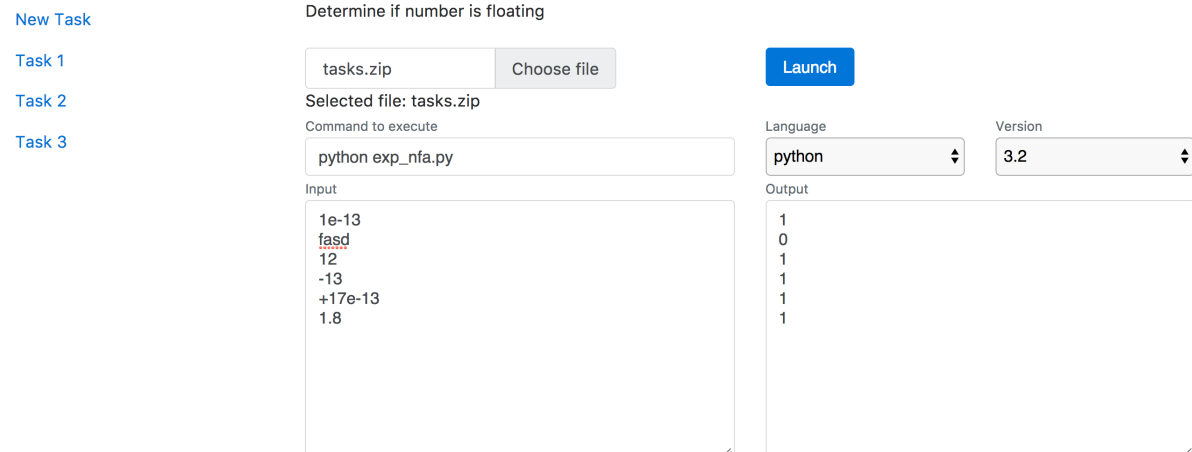 New Task
Task 1
Task 2
Task 3
Determine if number is floating
tasks.zip Choose file
Launch
Selected file: tasks.zip
Command to execute
python exp_nfa.py
Language
python
Version
3.2
Input
1e-13
fasd
12
-13
+17e-13
1.8
Output
1
0
1
1
1
1